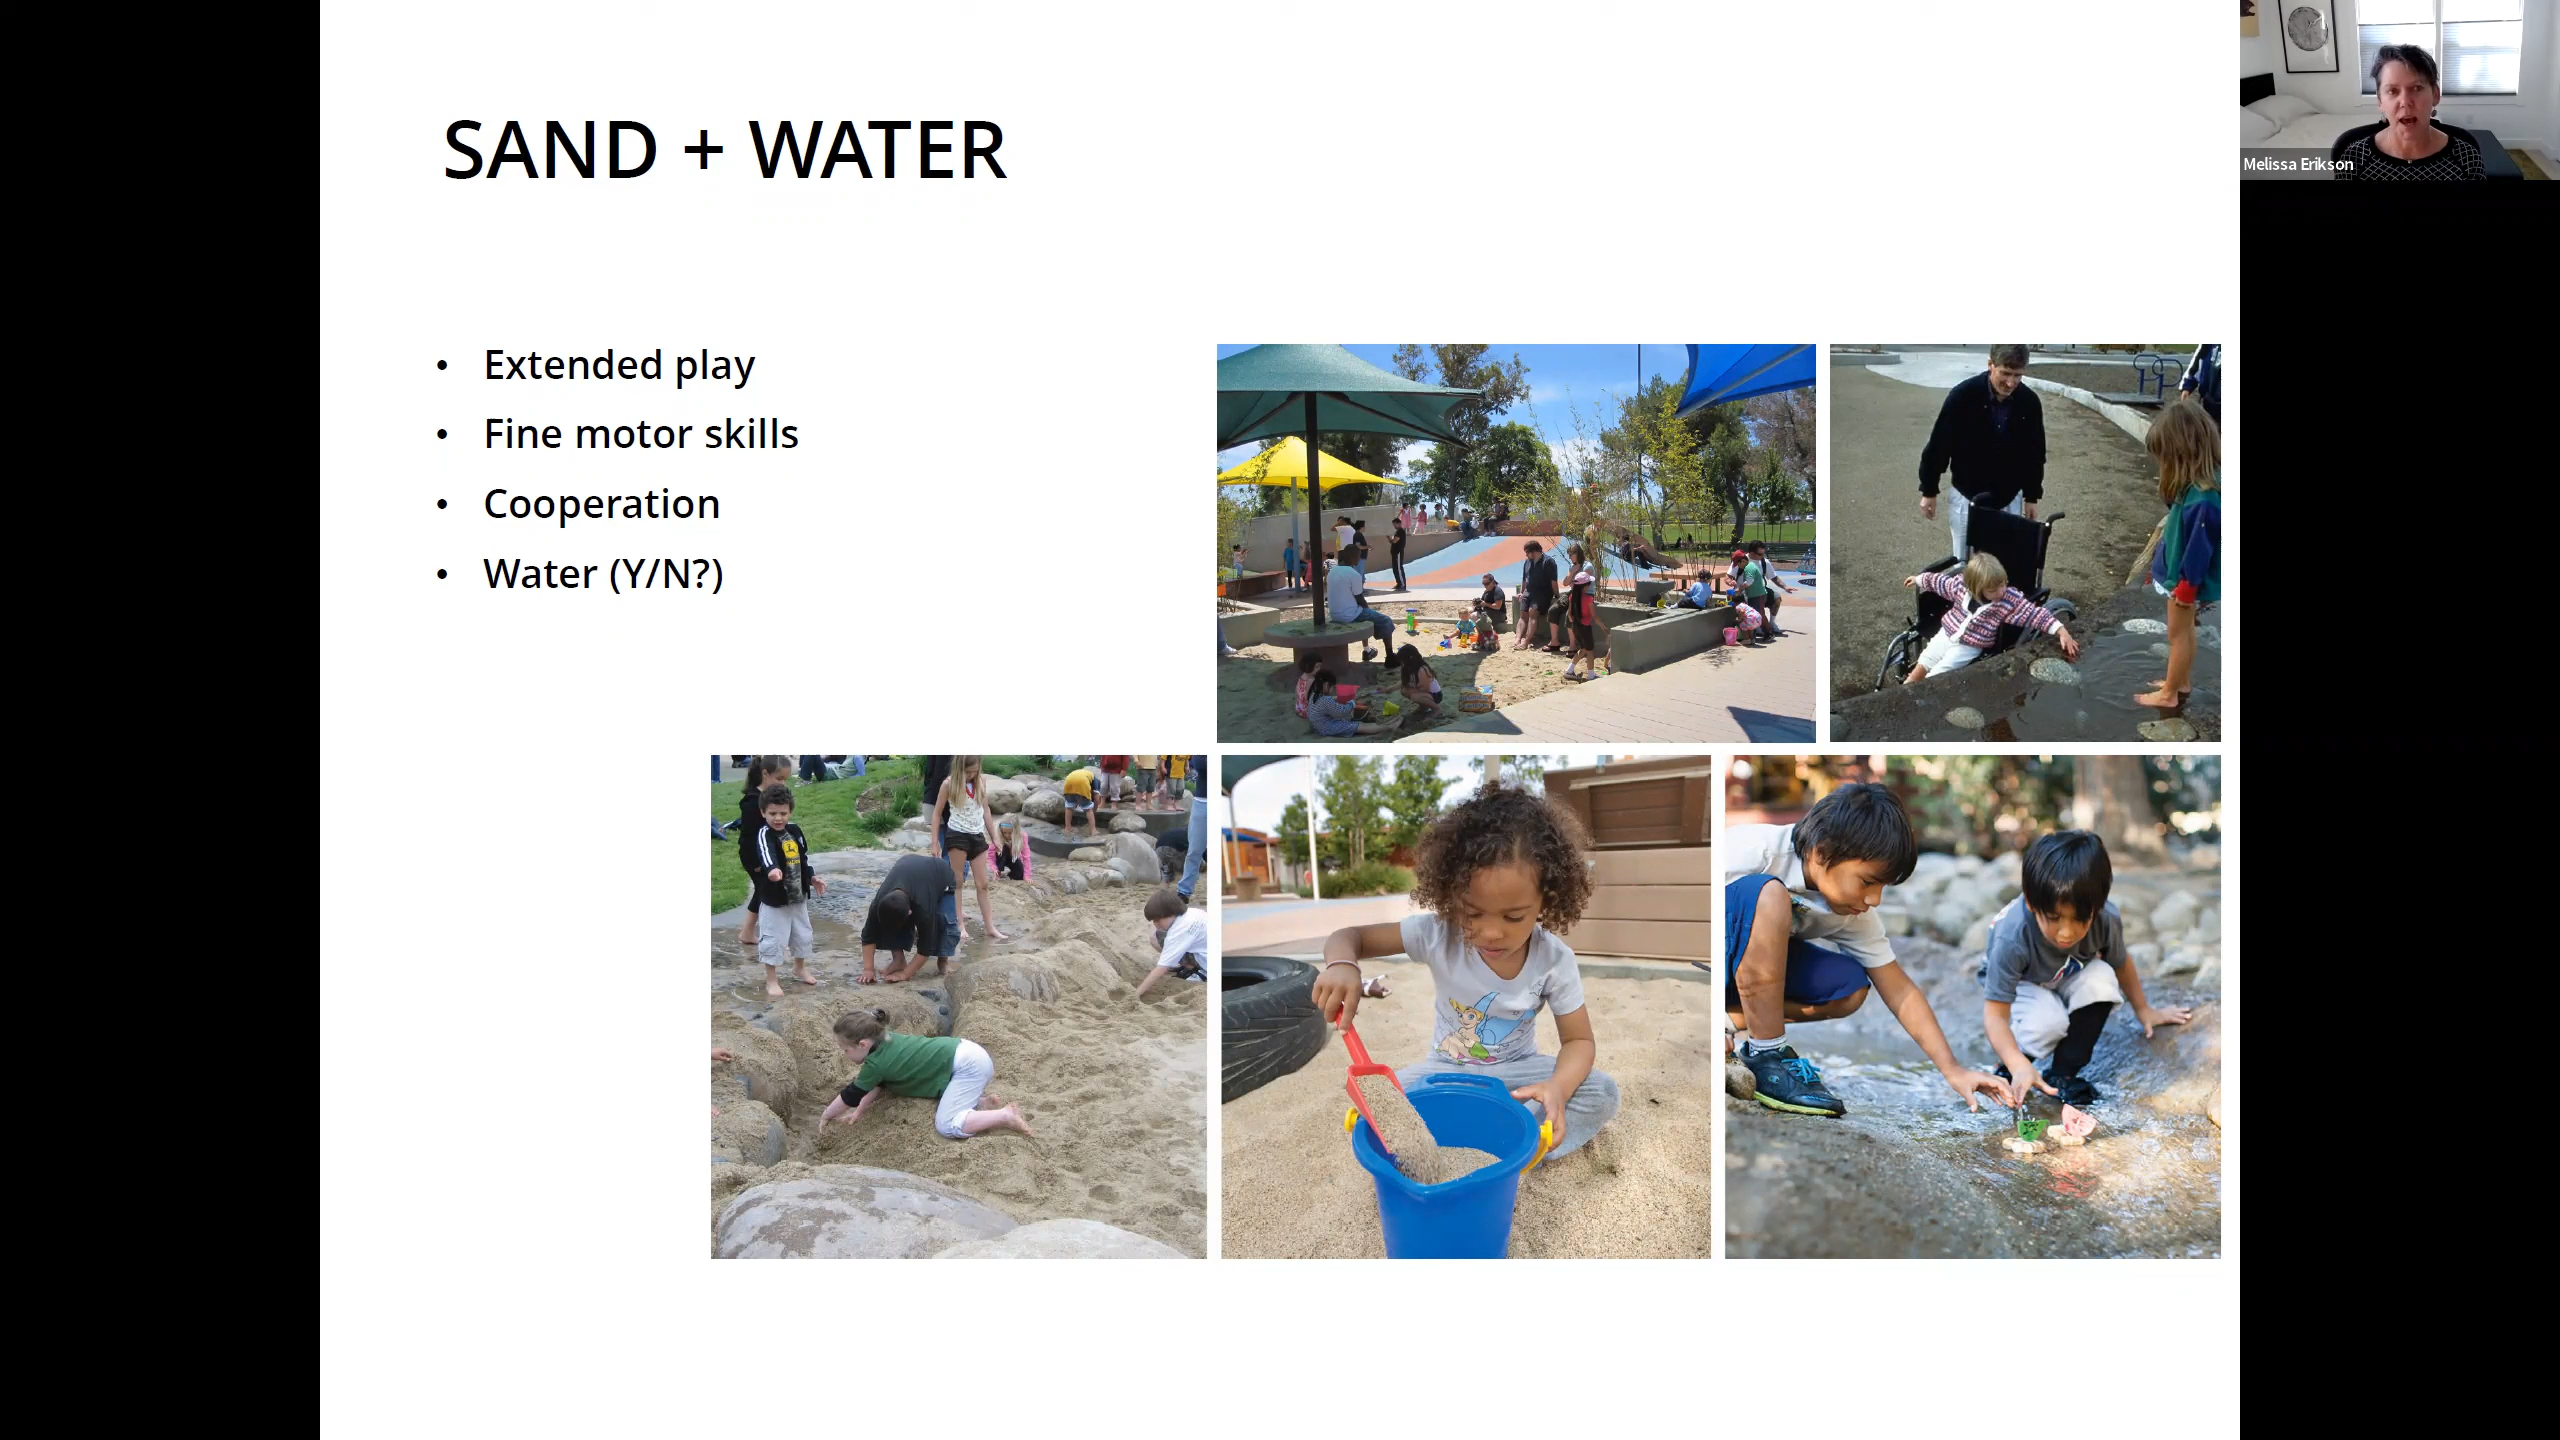 SAND + WATER
• Extended play
• Fine motor skills
• Cooperation
• Water (Y/N?)
Melissa Erikson